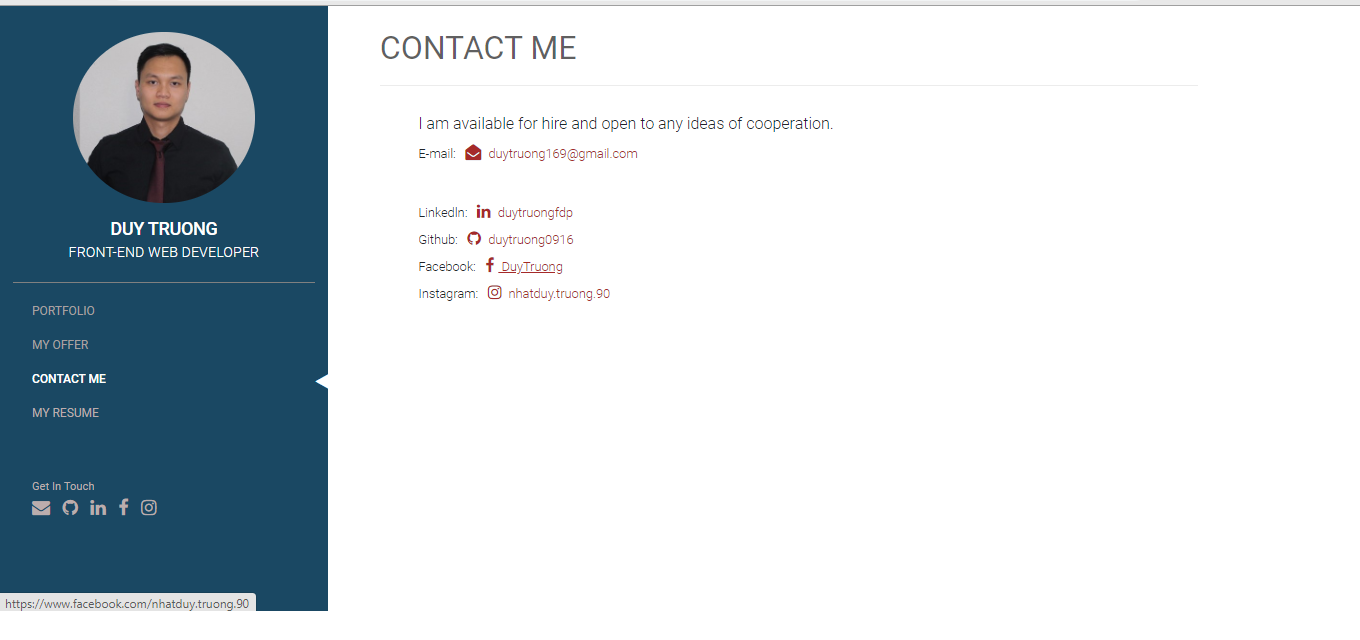 DUY TRUONG
FRONT-END WEB DEVELOPER
PORTFOLIO
MY OFFER
CONTACT ME
MY RESUME
Get In Touch
https://www.facebook.com/nhatduy.truong.90
CONTACT ME
I am available for hire and open to any ideas of cooperation.
E-mail: duytruong169@gmail.com
LinkedIn: duytruongfdp
Github: duytruong0916
Facebook: DuyTruong
Instagram: nhatduy.truong.90